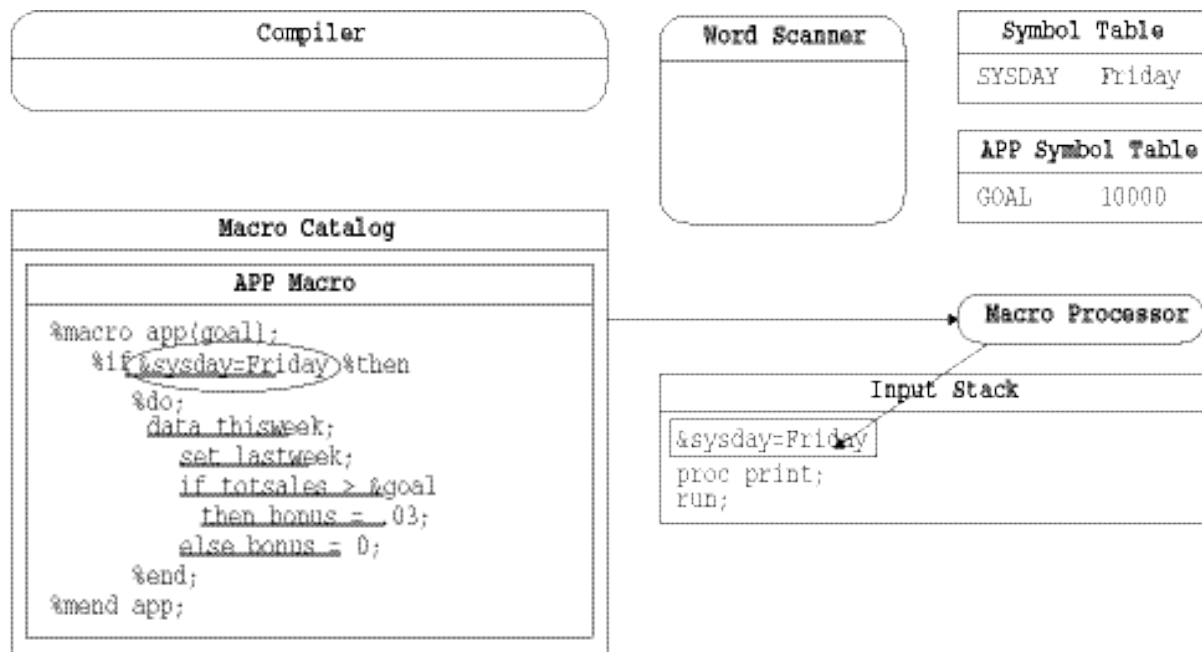 Compiler
Word Scanner
Symbol Table
SYSDAY Friday
APP Symbol Table
GOAL 10000
Macro Catalog
APP Macro
%macro app(goal);
%if &sysday=Friday %then
%do;
data thisweek;
set lastweek;
if totsales > &goal
then bonus = .03;
else bonus = 0;
%end;
%mend app;
Macro Processor
Input Stack
&sysday=Friday
proc print;
run;